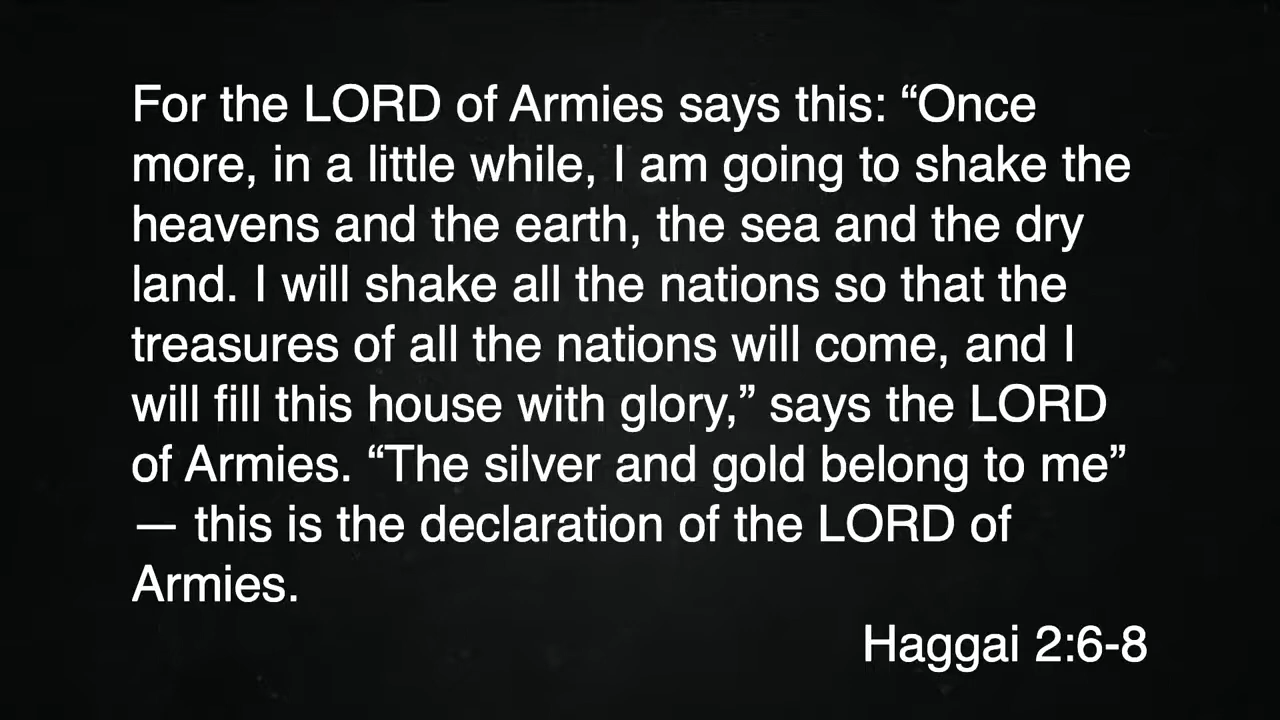 For the LORD of Armies says this: “Once
more, in a little while, I am going to shake the
heavens and the earth, the sea and the dry
land. I will shake all the nations so that the
treasures of all the nations will come, and I
will fill this house with glory,” says the LORD
of Armies. “The silver and gold belong to me”
— this is the declaration of the LORD of
Armies.
Haggai 2:6-8